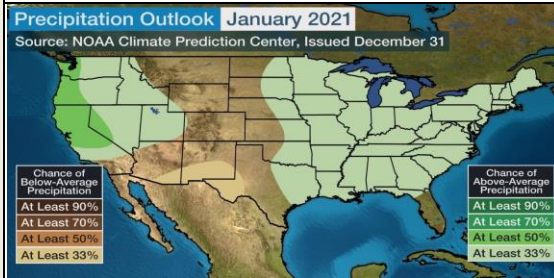 Precipitation Outlook January 2021
Source: NOAA Climate Prediction Center, Issued December 31
Chance of
Below-Average
Precipitation
At Least 90%
At Least 70%
At Least 50%
At Least 33%
Chance of
Above-Average
Precipitation
At Least 90%
At Least 70%
At Least 50%
At Least 33%